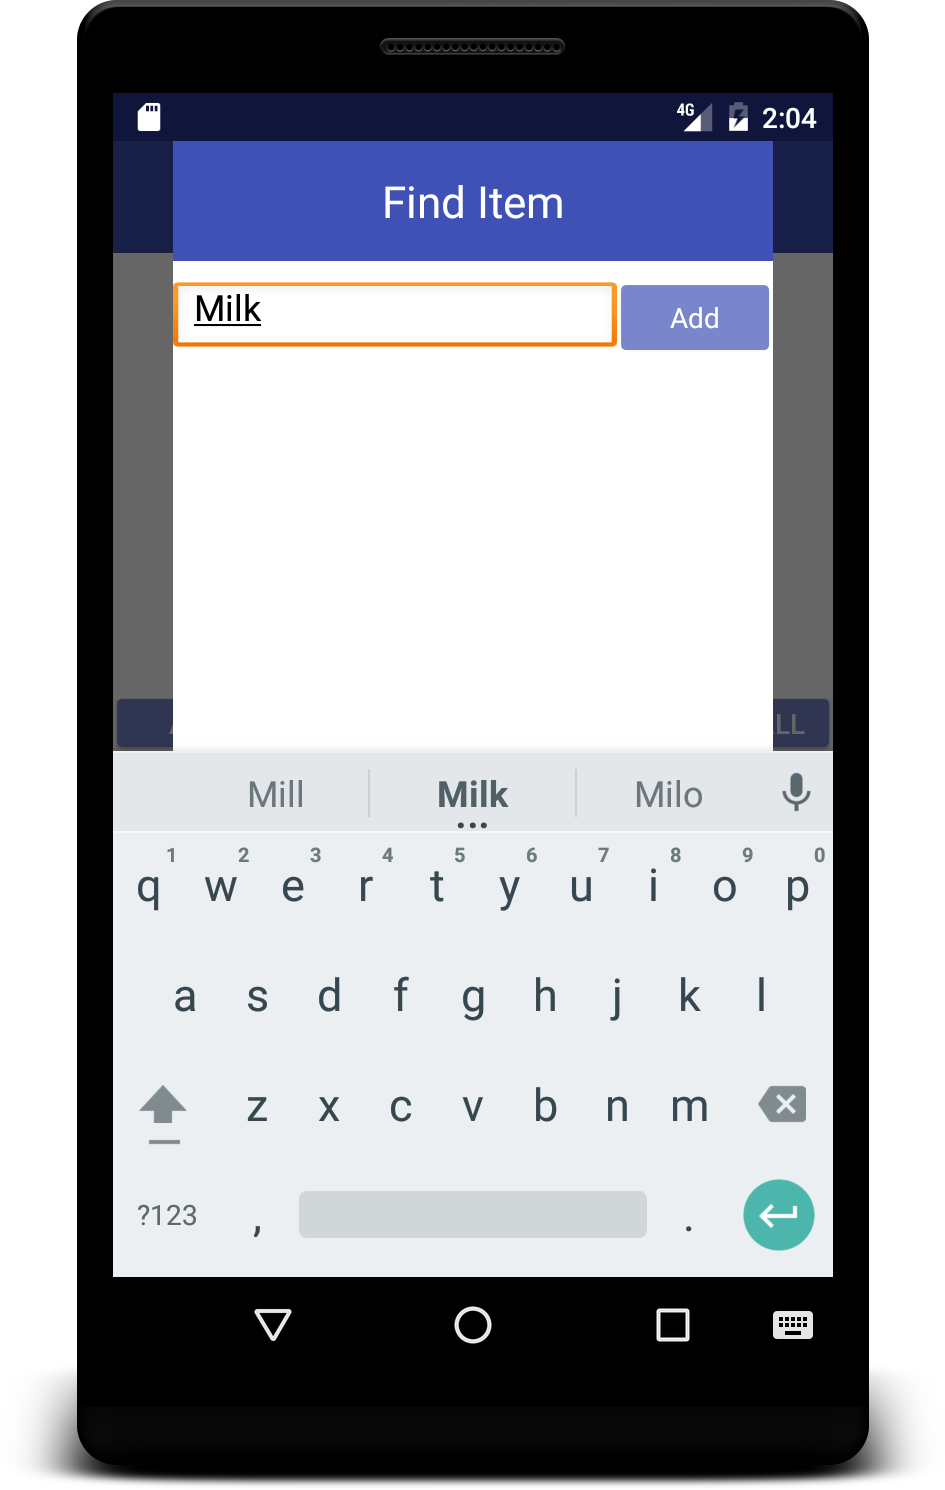 4G 2:04
Find Item
Milk Add
LL
Mill Milk Milo
1 2 3 4 5 6 7 8 9 0
q w e r t y u i o p
a s d f g h j k l
z x c v b n m
?123 , .